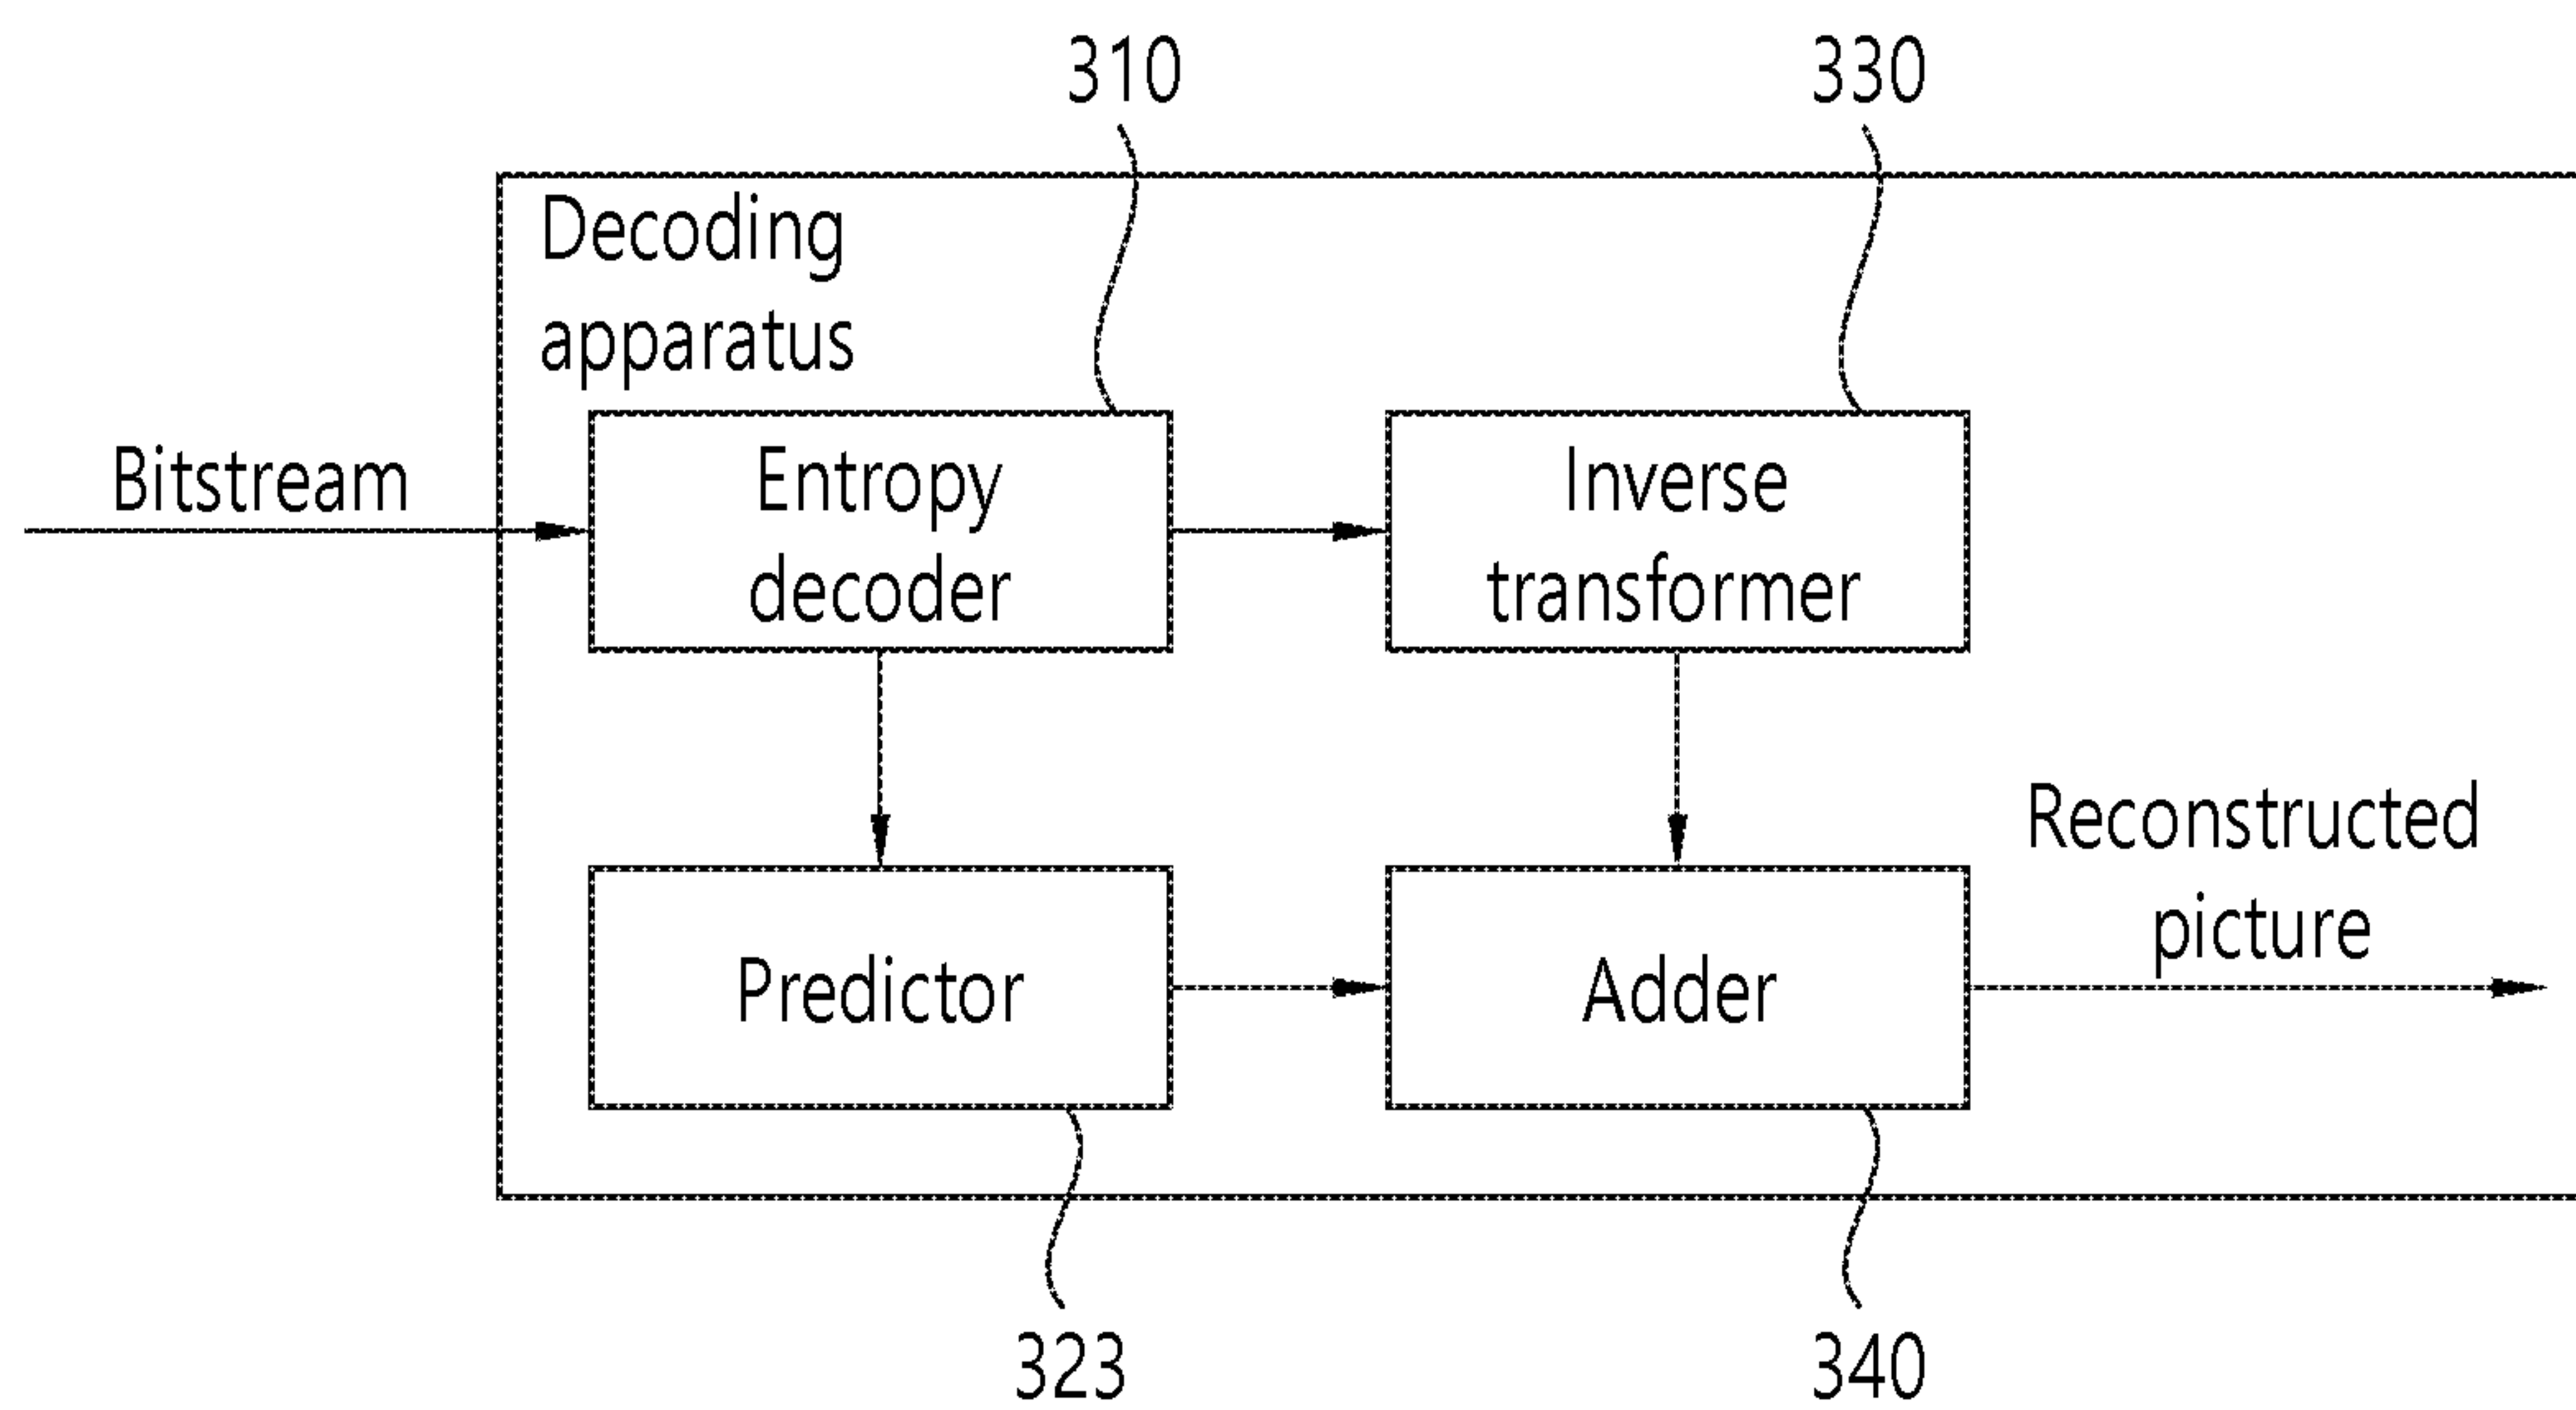 310
330
Decoding
apparatus
Bitstream
Entropy
decoder
Inverse
transformer
Reconstructed
picture
Predictor
Adder
323
340